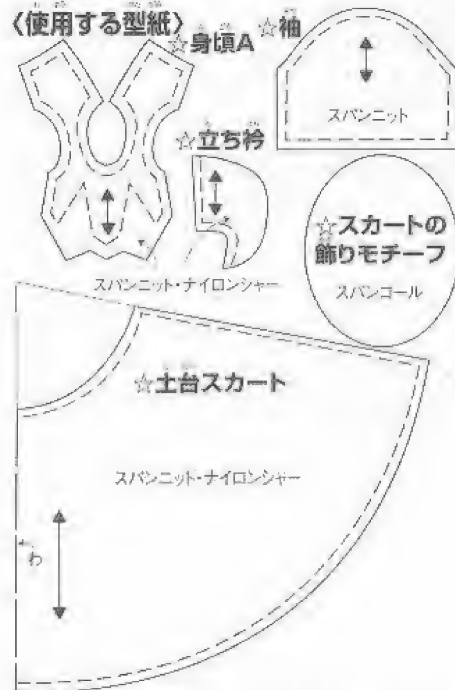 〈使用する型紙〉
☆身頃A
☆袖
スパンニット
☆立ち衿
スパンニット・ナイロンシャー
☆スカートの
飾りモチーフ
スパンコール
☆土台スカート
スパンニット・ナイロンシャー
わ